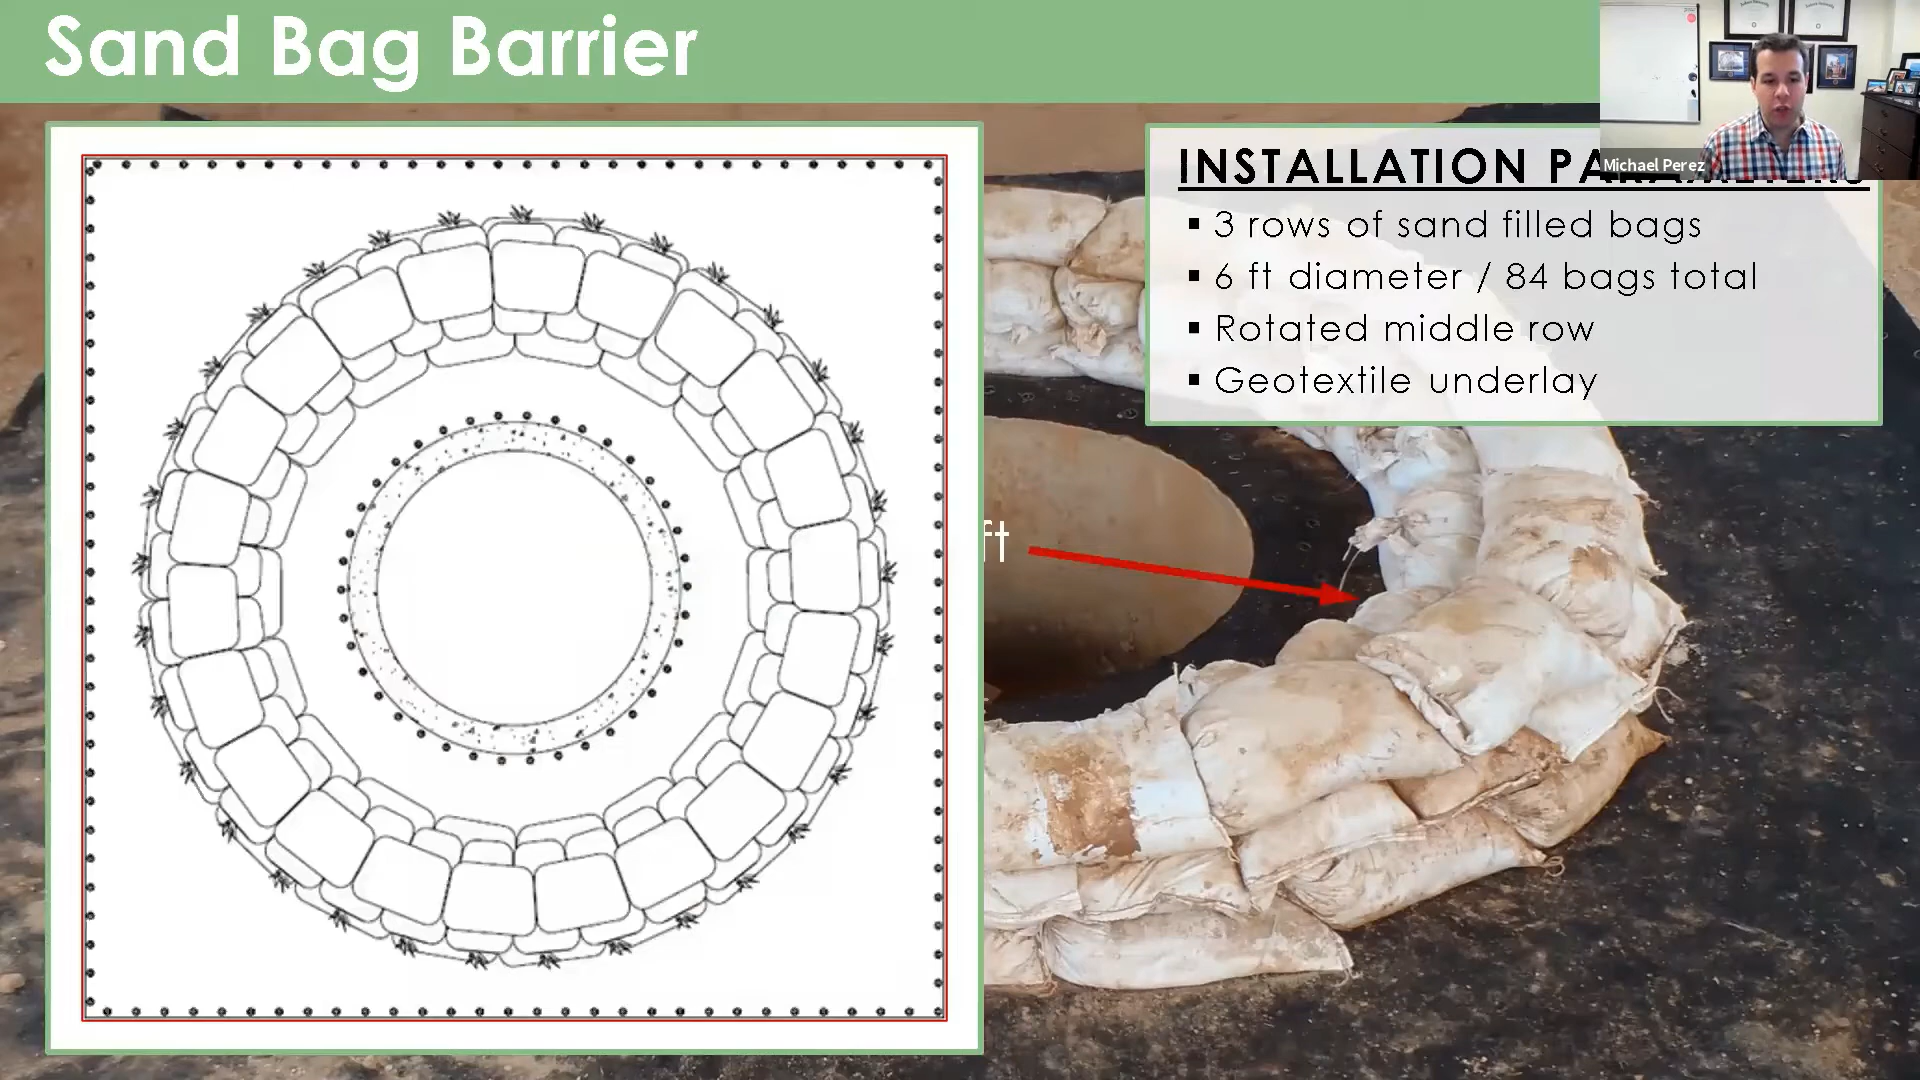 Sand Bag Barrier
INSTALLATION PARAMETERS
▪ 3 rows of sand filled bags
▪ 6 ft diameter / 84 bags total
▪ Rotated middle row
▪ Geotextile underlay
ft
Michael Perez